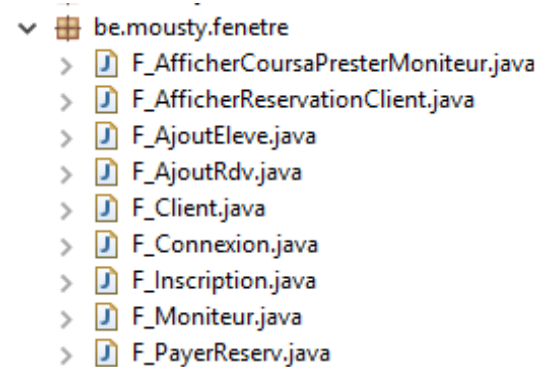 be.mousty.fenetre
F_AfficherCoursaPresterMoniteur.java
F_AfficherReservationClient.java
F_AjoutEleve.java
F_AjoutRdv.java
F_Client.java
F_Connexion.java
F_Inscription.java
F_Moniteur.java
F_PayerReserv.java